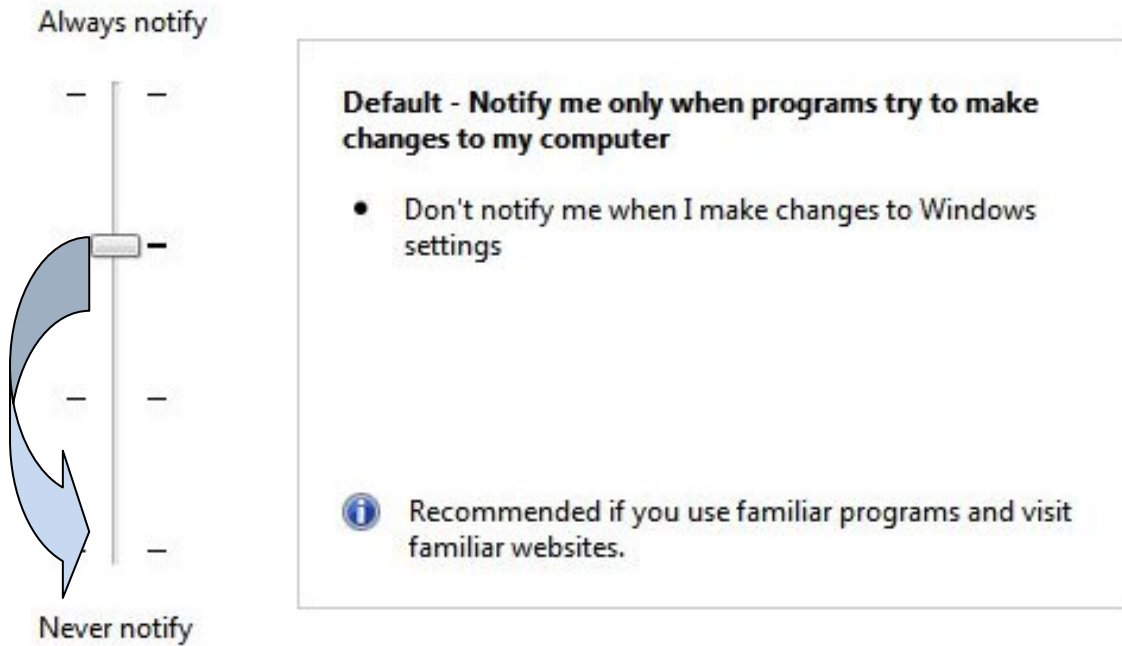 Always notify
Default - Notify me only when programs try to make
changes to my computer
• Don't notify me when I make changes to Windows
settings
Recommended if you use familiar programs and visit
familiar websites.
Never notify